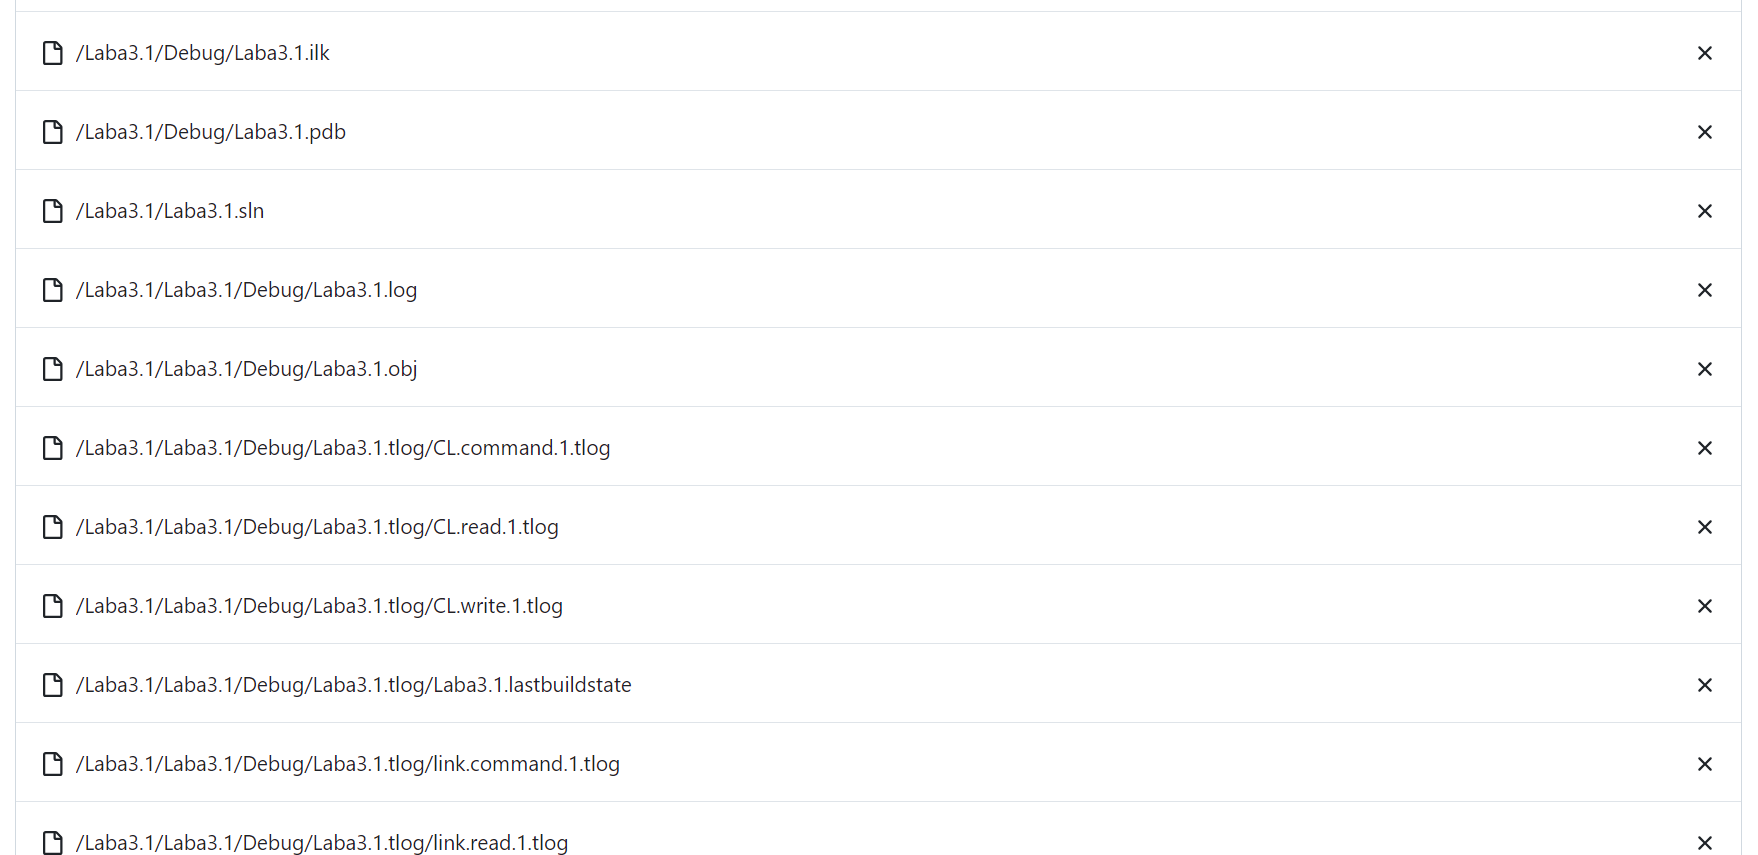 /Laba3.1/Debug/Laba3.1.ilk
/Laba3.1/Debug/Laba3.1.pdb
/Laba3.1/Laba3.1.sln
/Laba3.1/Laba3.1/Debug/Laba3.1.log
/Laba3.1/Laba3.1/Debug/Laba3.1.obj
/Laba3.1/Laba3.1/Debug/Laba3.1.tlog/CL.command.1.tlog
/Laba3.1/Laba3.1/Debug/Laba3.1.tlog/CL.read.1.tlog
/Laba3.1/Laba3.1/Debug/Laba3.1.tlog/CL.write.1.tlog
/Laba3.1/Laba3.1/Debug/Laba3.1.tlog/Laba3.1.lastbuildstate
/Laba3.1/Laba3.1/Debug/Laba3.1.tlog/link.command.1.tlog
/Laba3.1/Laba3.1/Debug/Laba3.1.tlog/link.read.1.tlog